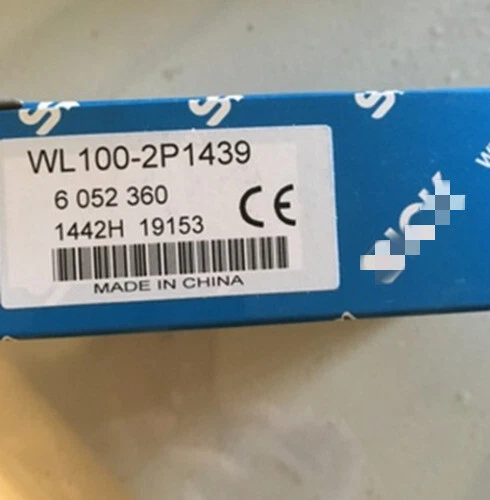 WL100-2P1439
6 052 360
1442H 19153
CE
MADE IN CHINA